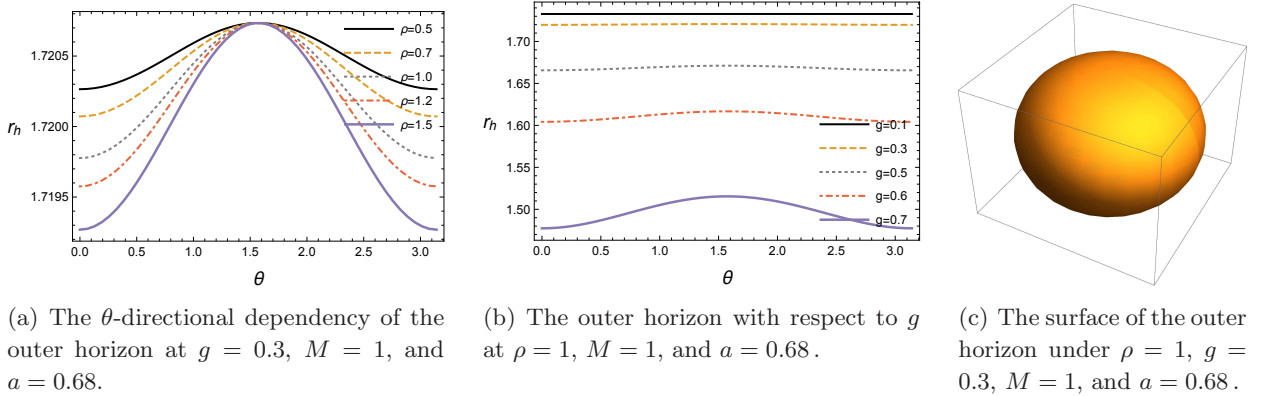 1.7205
1.7200
1.7195
r_h
0.0 0.5 1.0 1.5 2.0 2.5 3.0
θ
ρ=0.5
ρ=0.7
ρ=1.0
ρ=1.2
ρ=1.5
1.70
1.65
1.60
1.55
1.50
r_h
0.0 0.5 1.0 1.5 2.0 2.5 3.0
θ
g=0.1
g=0.3
g=0.5
g=0.6
g=0.7
(a) The θ-directional dependency of the
outer horizon at g = 0.3, M = 1, and
a = 0.68.
(b) The outer horizon with respect to g
at ρ = 1, M = 1, and a = 0.68 .
(c) The surface of the outer
horizon under ρ = 1, g =
0.3, M = 1, and a = 0.68 .